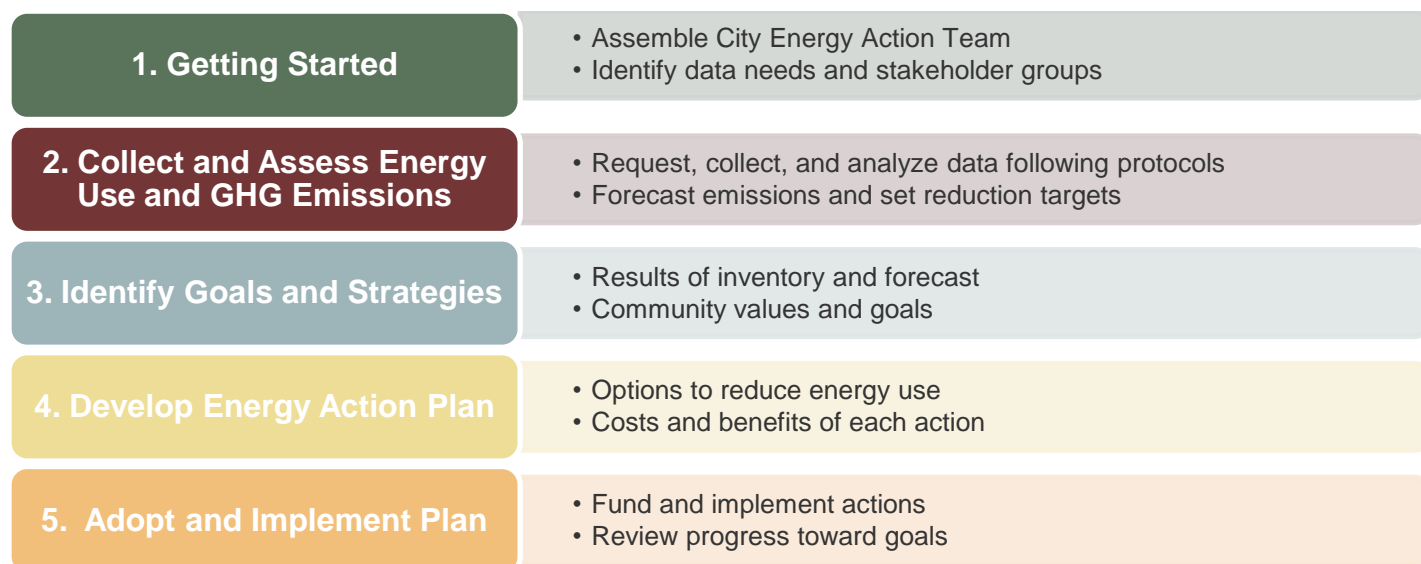 1. Getting Started
• Assemble City Energy Action Team
• Identify data needs and stakeholder groups
2. Collect and Assess Energy
Use and GHG Emissions
• Request, collect, and analyze data following protocols
• Forecast emissions and set reduction targets
3. Identify Goals and Strategies
• Results of inventory and forecast
• Community values and goals
4. Develop Energy Action Plan
• Options to reduce energy use
• Costs and benefits of each action
5. Adopt and Implement Plan
• Fund and implement actions
• Review progress toward goals